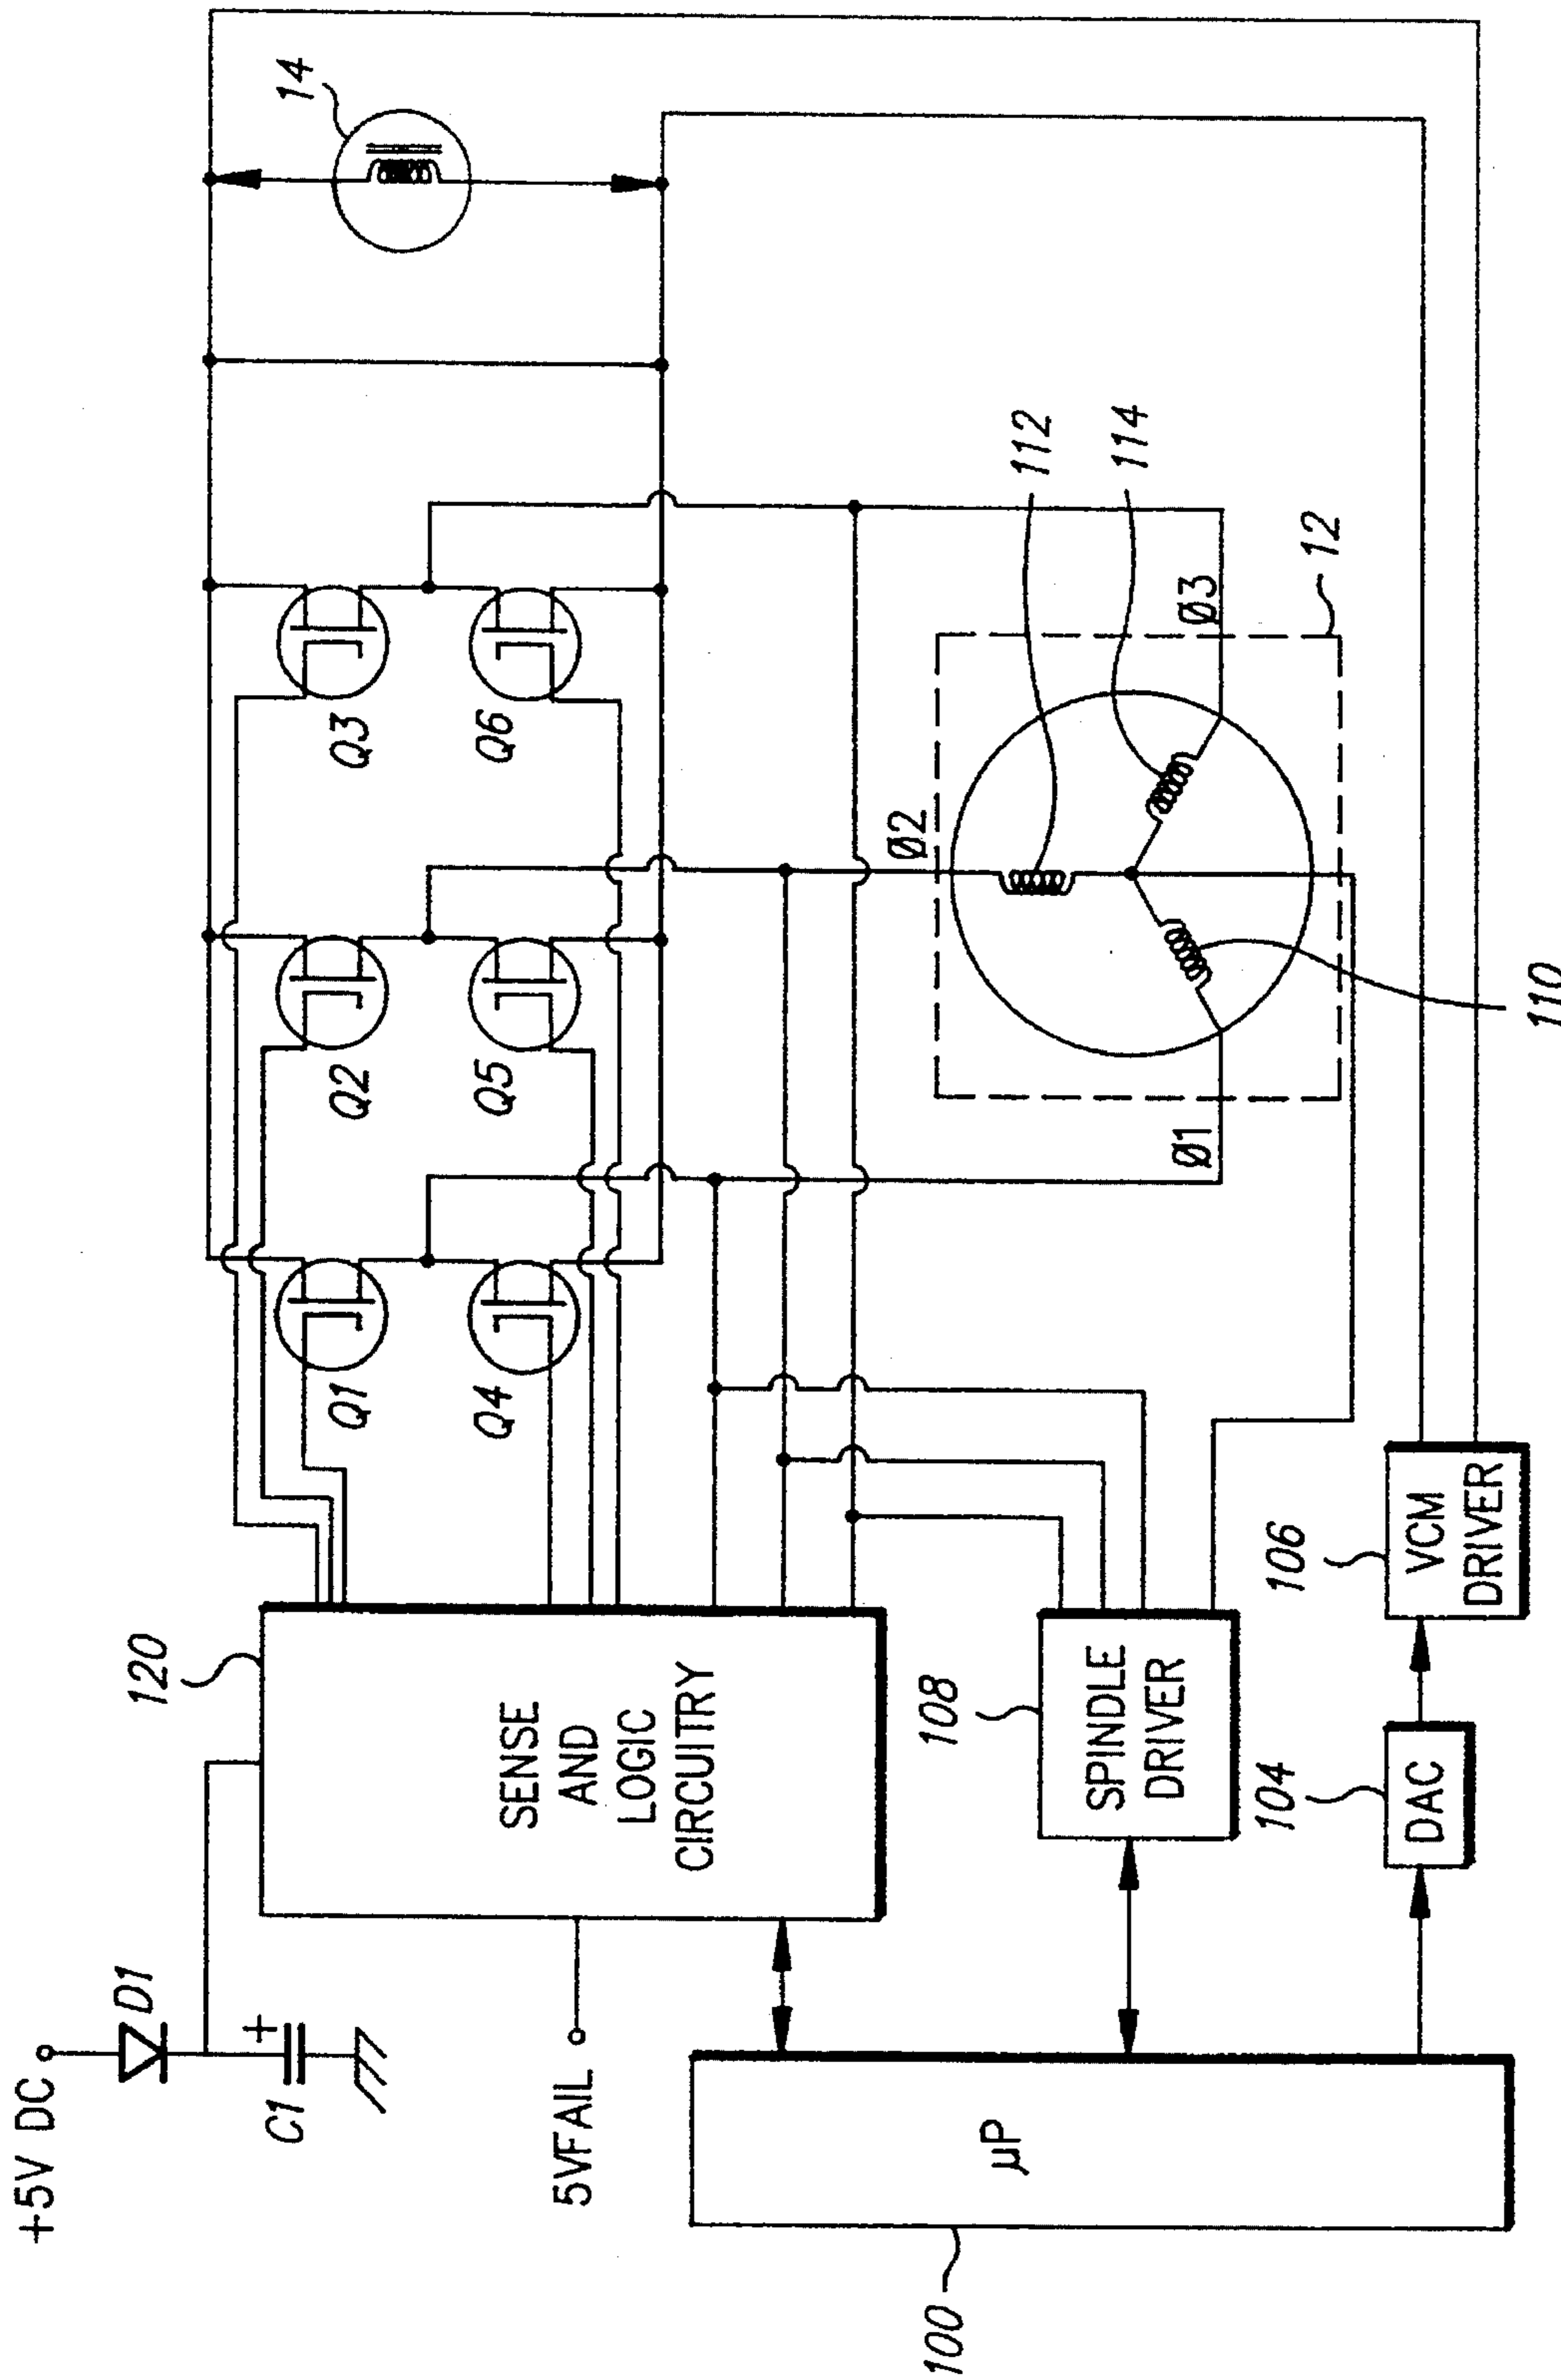 +5V DC
D1
C1
+
5VFAIL
120
SENSE
AND
LOGIC
CIRCUITRY
Q1
Q2
Q3
Q4
Q5
Q6
14
100
µP
108
SPINDLE
DRIVER
104
DAC
106
VCM
DRIVER
Ø1
Ø2
Ø3
112
114
12
110